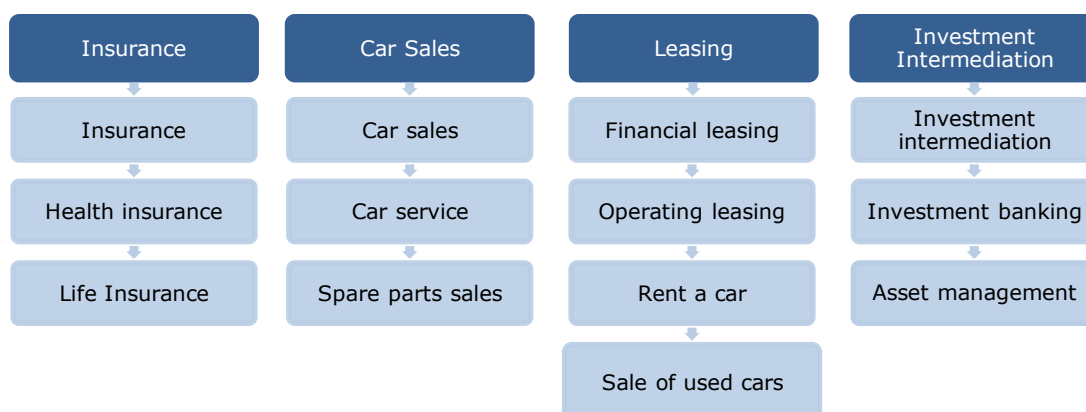 Insurance
Insurance
Health insurance
Life Insurance
Car Sales
Car sales
Car service
Spare parts sales
Leasing
Financial leasing
Operating leasing
Rent a car
Sale of used cars
Investment
Intermediation
Investment
intermediation
Investment banking
Asset management